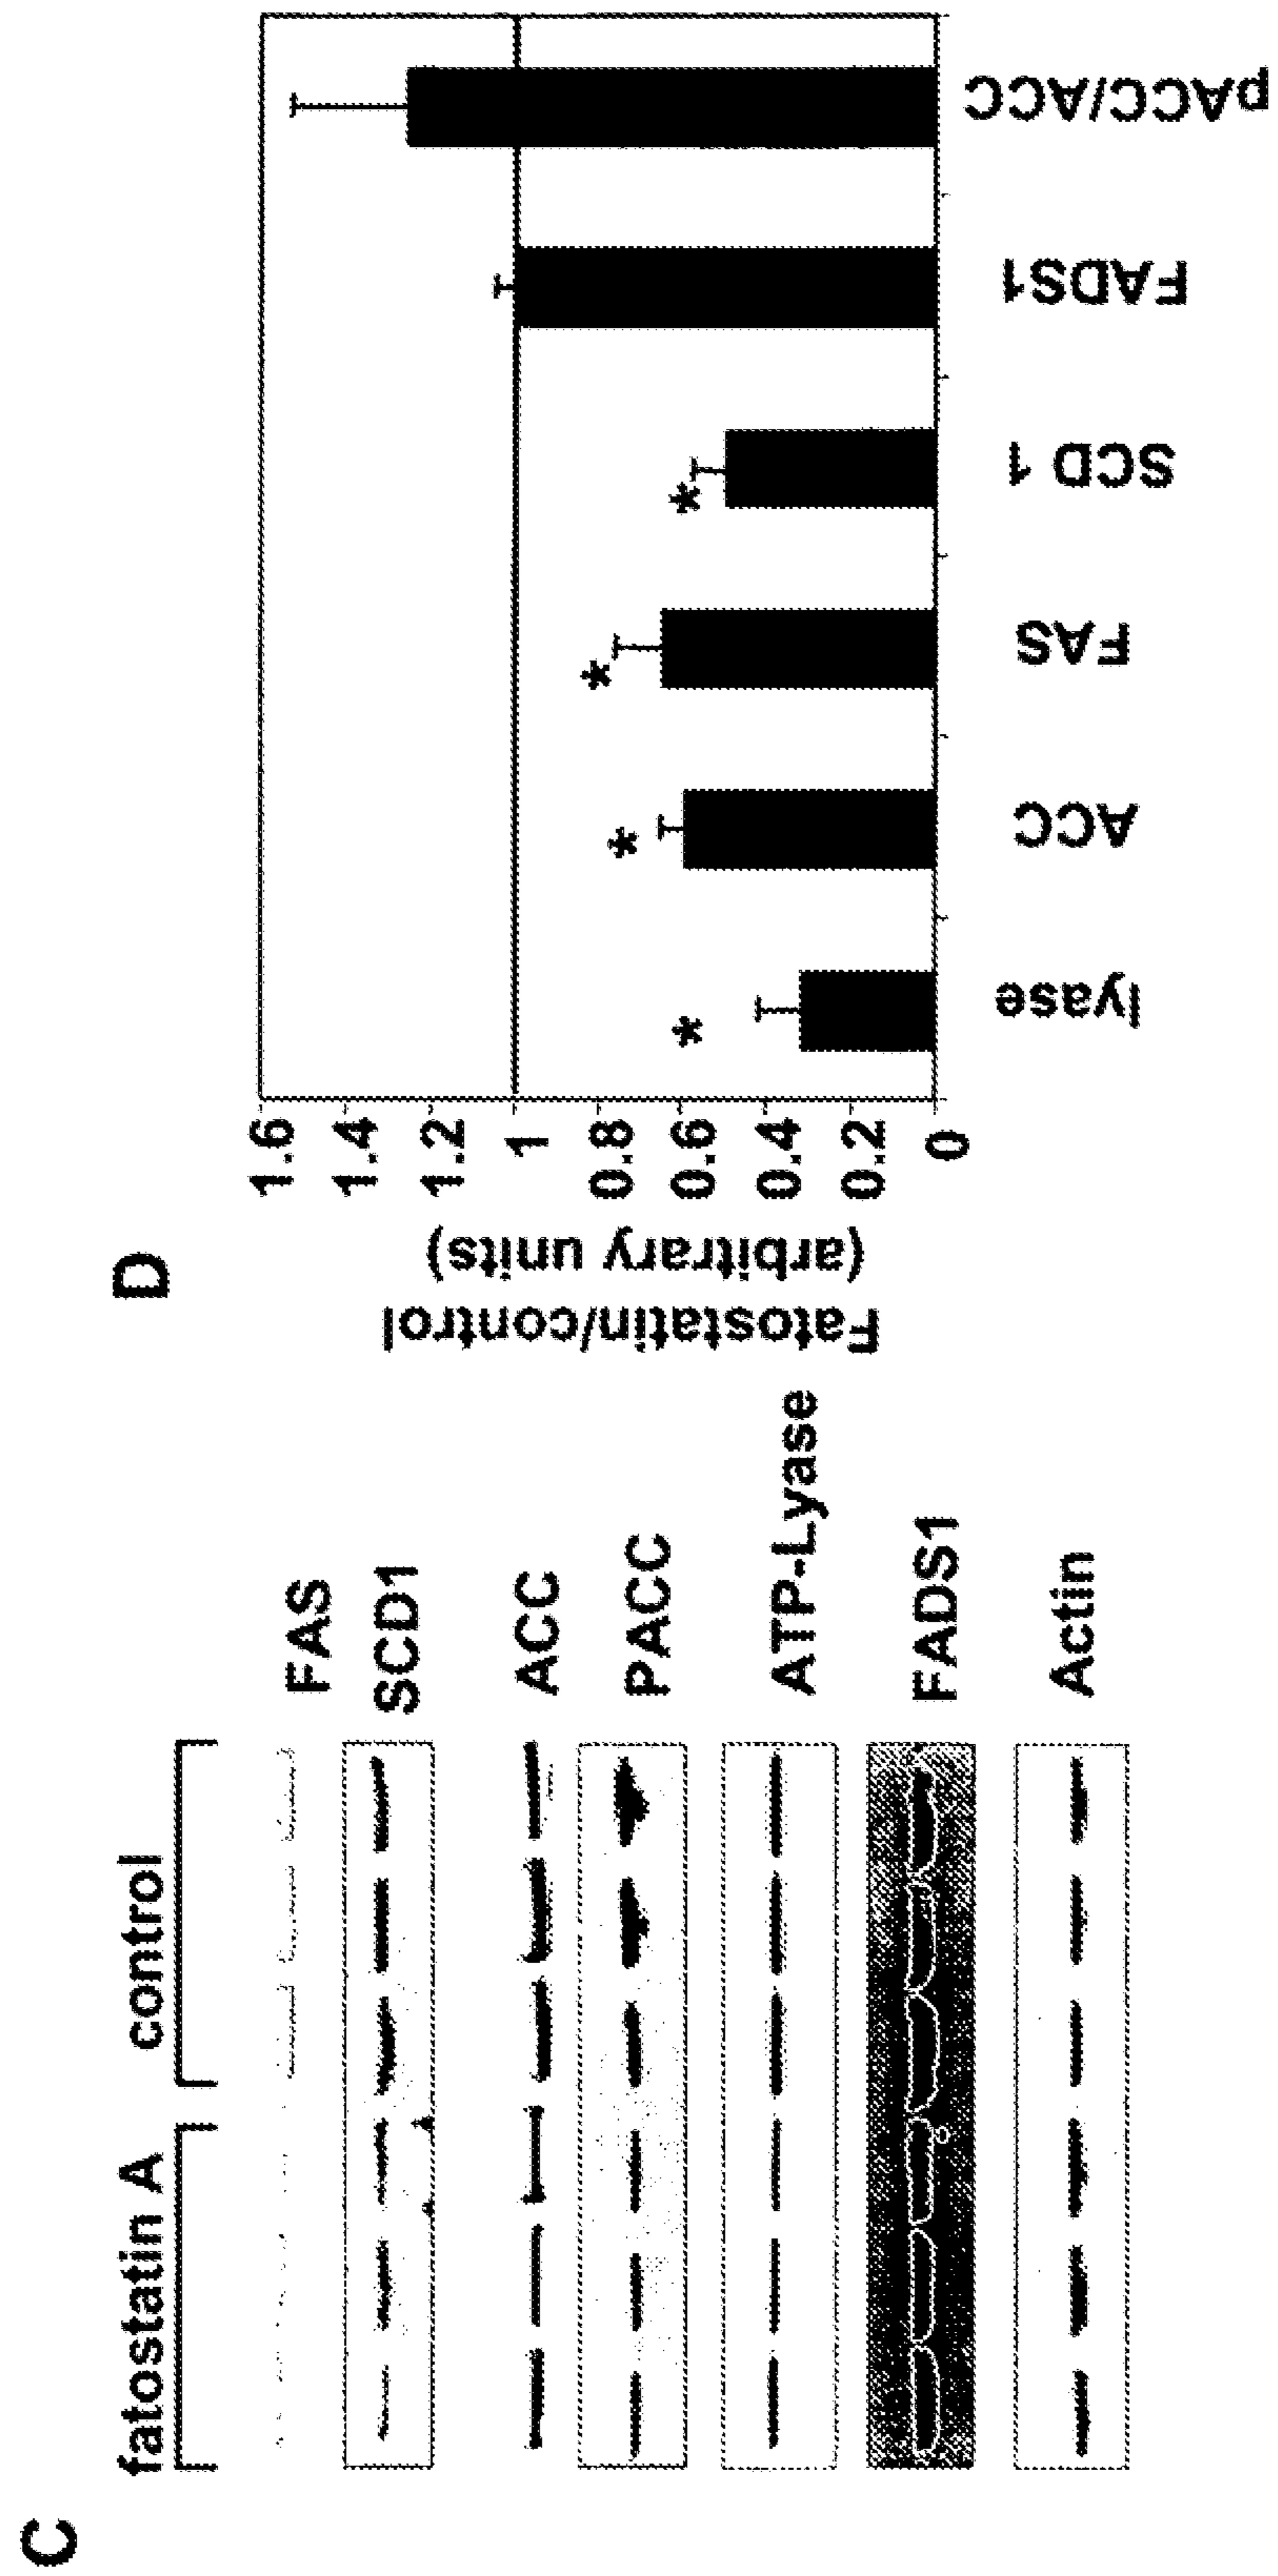 C
fatostatin A control
FAS
SCD1
ACC
PACC
ATP-Lyase
FADS1
Actin
D
Fatostatin/control
(arbitrary units)
1.6
1.4
1.2
1
0.8
0.6
0.4
0.2
0
*
*
*
*
lyase ACC FAS SCD 1 FADS1 pACC/ACC